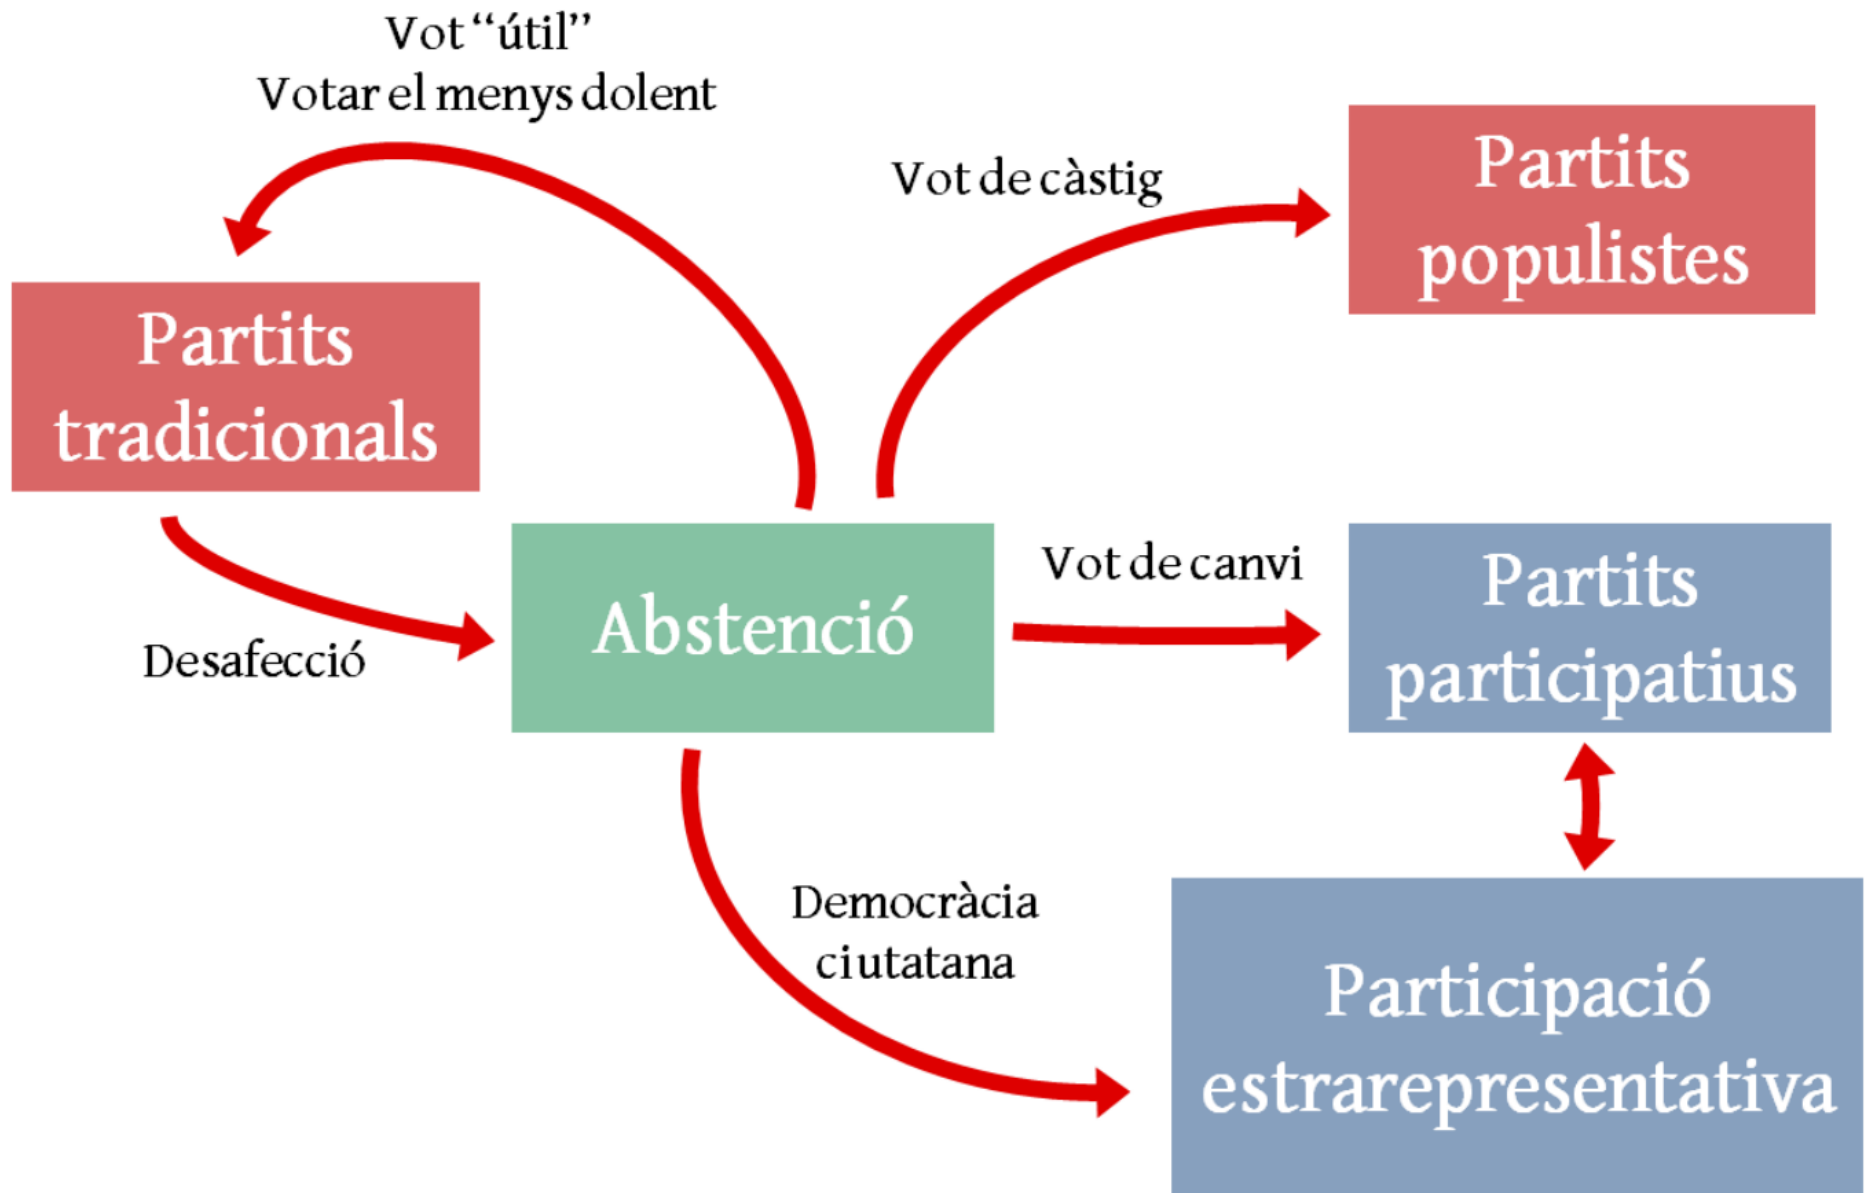 Vot “útil”
Votar el menys dolent
Vot de càstig
Partits
populistes
Partits
tradicionals
Desafecció
Abstenció
Vot de canvi
Partits
participatius
Democràcia
ciutatana
Participació
estrarepresentativa